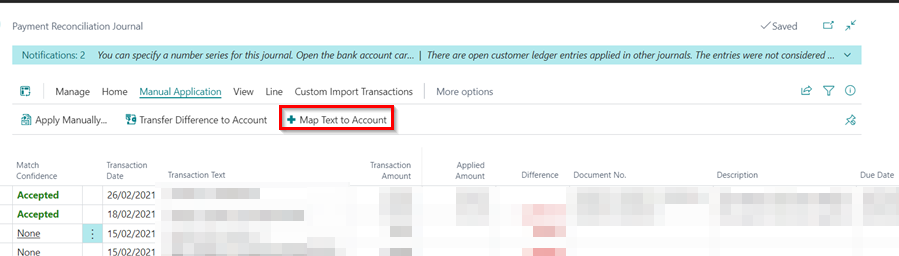 Payment Reconciliation Journal
Saved
Notifications: 2 You can specify a number series for this journal. Open the bank account car... | There are open customer ledger entries applied in other journals. The entries were not considered ...
Manage Home Manual Application View Line Custom Import Transactions More options
Apply Manually... Transfer Difference to Account Map Text to Account
Match Confidence Transaction Date Transaction Text Transaction Amount Applied Amount Difference Document No. Description Due Date
Accepted 26/02/2021
Accepted 18/02/2021
None 15/02/2021
None 15/02/2021